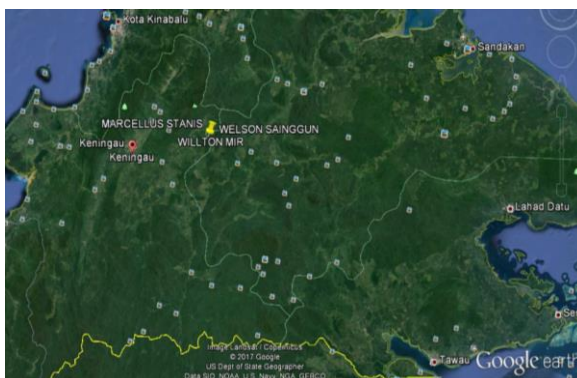 Kota Kinabalu
Sandakan
MARCELLUS STANIS
WELSON SAINGGUN
Keningau
WILLTON MIR
Keningau
Lahad Datu
Se
Image Landsat / Copernicus
© 2017 Google
US Dept of State Geographer
Data SIO, NOAA, U.S. Navy, NGA, GEBCO
Tawau
Google earth